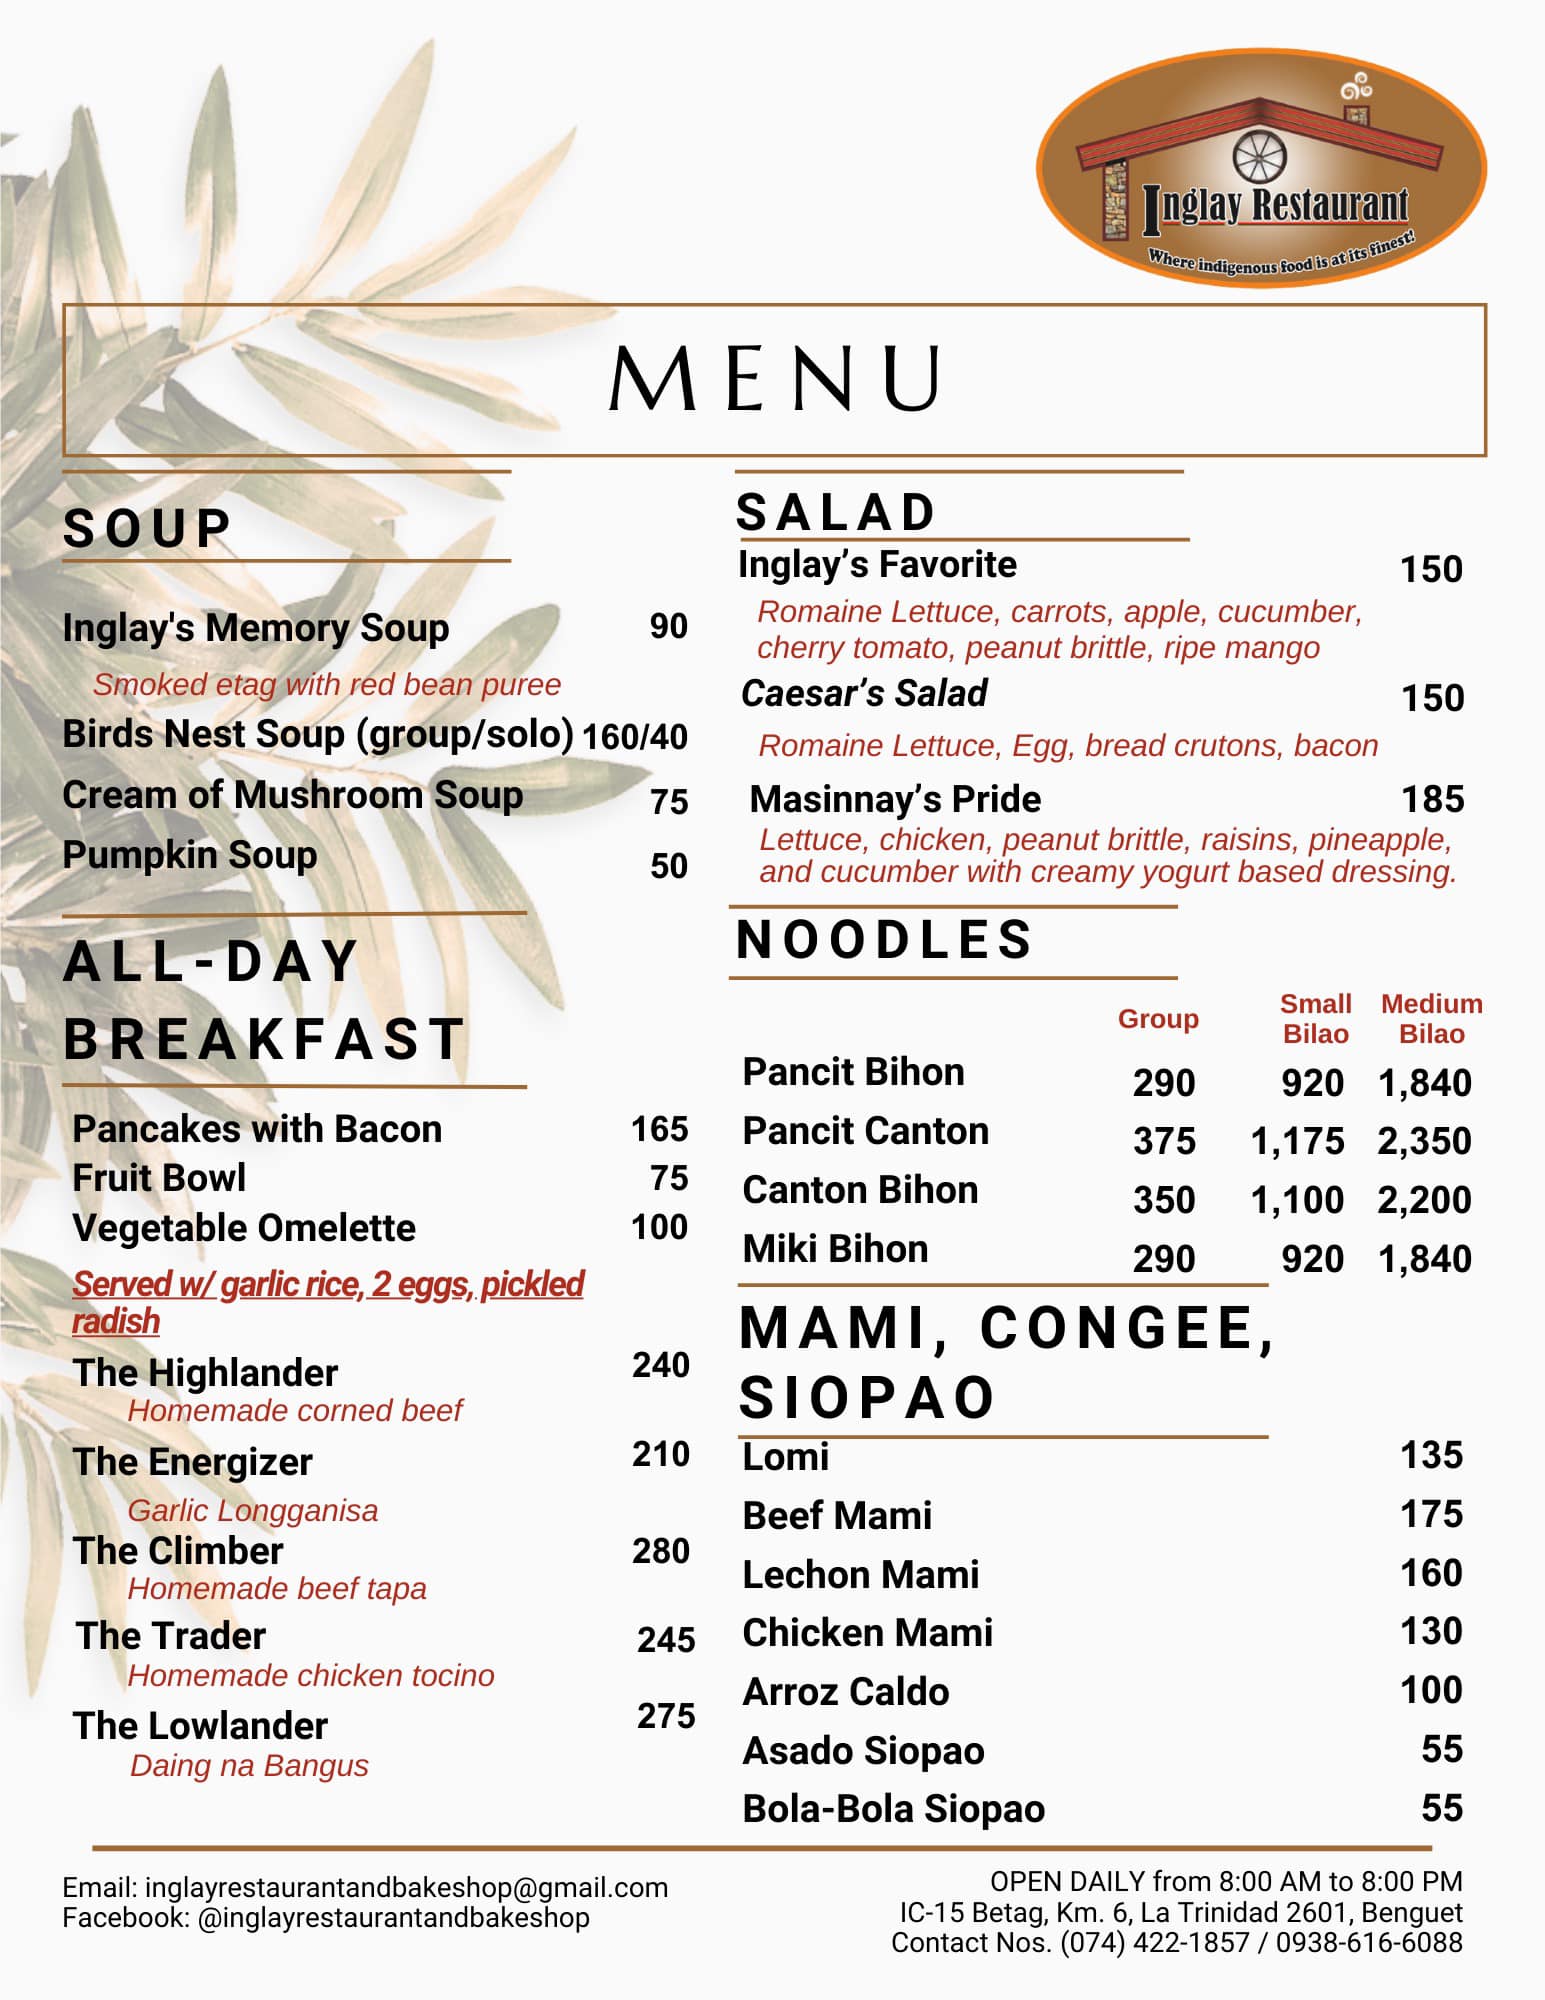 Inglay Restaurant
Where indigenous food is at its finest!
MENU
SOUP
Inglay's Memory Soup 90
Smoked etag with red bean puree
Birds Nest Soup (group/solo) 160/40
Cream of Mushroom Soup 75
Pumpkin Soup 50
ALL-DAY
BREAKFAST
Pancakes with Bacon 165
Fruit Bowl 75
Vegetable Omelette 100
Served w/ garlic rice, 2 eggs, pickled
radish
The Highlander 240
Homemade corned beef
The Energizer 210
Garlic Longganisa
The Climber 280
Homemade beef tapa
The Trader 245
Homemade chicken tocino
The Lowlander 275
Daing na Bangus
SALAD
Inglay’s Favorite 150
Romaine Lettuce, carrots, apple, cucumber,
cherry tomato, peanut brittle, ripe mango
Caesar’s Salad 150
Romaine Lettuce, Egg, bread crutons, bacon
Masinnay’s Pride 185
Lettuce, chicken, peanut brittle, raisins, pineapple,
and cucumber with creamy yogurt based dressing.
NOODLES
Group Small Bilao Medium Bilao
Pancit Bihon 290 920 1,840
Pancit Canton 375 1,175 2,350
Canton Bihon 350 1,100 2,200
Miki Bihon 290 920 1,840
MAMI, CONGEE,
SIOPAO
Lomi 135
Beef Mami 175
Lechon Mami 160
Chicken Mami 130
Arroz Caldo 100
Asado Siopao 55
Bola-Bola Siopao 55
Email: inglayrestaurantandbakeshop@gmail.com
Facebook: @inglayrestaurantandbakeshop
OPEN DAILY from 8:00 AM to 8:00 PM
IC-15 Betag, Km. 6, La Trinidad 2601, Benguet
Contact Nos. (074) 422-1857 / 0938-616-6088